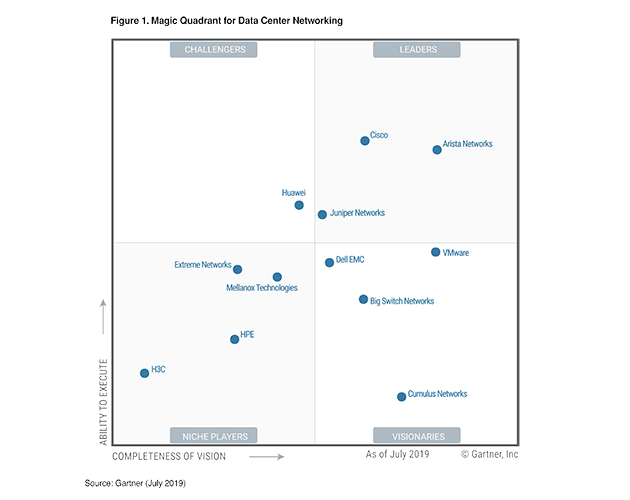 Figure 1. Magic Quadrant for Data Center Networking
CHALLENGERS
LEADERS
Cisco
Arista Networks
Huawei
Juniper Networks
Extreme Networks
Mellanox Technologies
Dell EMC
VMware
Big Switch Networks
HPE
H3C
Cumulus Networks
ABILITY TO EXECUTE
NICHE PLAYERS
VISIONARIES
COMPLETENESS OF VISION
As of July 2019
© Gartner, Inc
Source: Gartner (July 2019)